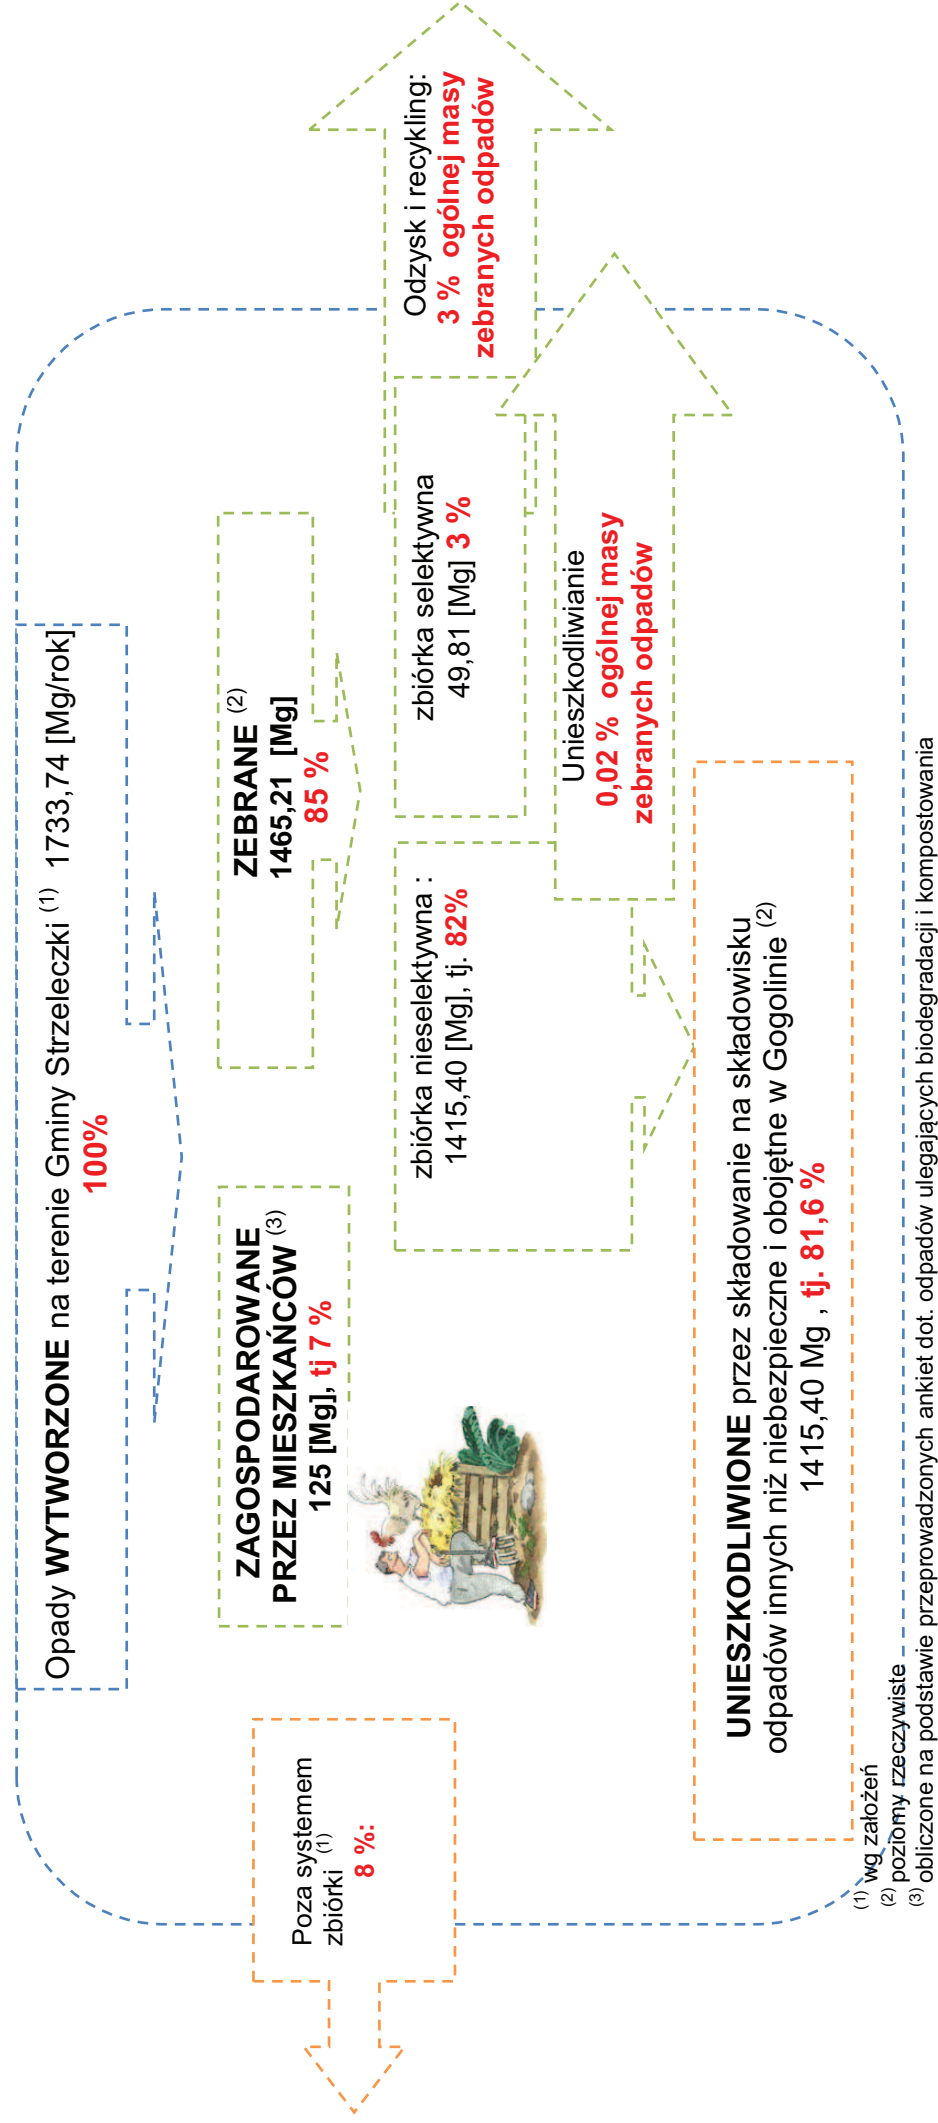 Opady WYTWORZONE na terenie Gminy Strzeleczki (1) 1733,74 [Mg/rok]
100%
Poza systemem
zbiórki (1)
8 %:
ZAGOSPODAROWANE
PRZEZ MIESZKAŃCÓW (3)
125 [Mg], tj 7 %
ZEBRANE (2)
1465,21 [Mg]
85 %
zbiórka nieselektywna :
1415,40 [Mg], tj. 82%
zbiórka selektywna
49,81 [Mg] 3 %
Odzysk i recykling:
3 % ogólnej masy
zebranych odpadów
Unieszkodliwianie
0,02 % ogólnej masy
zebranych odpadów
UNIESZKODLIWIONE przez składowanie na składowisku
odpadów innych niż niebezpieczne i obojętne w Gogolinie (2)
1415,40 Mg , tj. 81,6 %
(1) wg założeń
(2) poziomy rzeczywiste
(3) obliczone na podstawie przeprowadzonych ankiet dot. odpadów ulegających biodegradacji i kompostowania